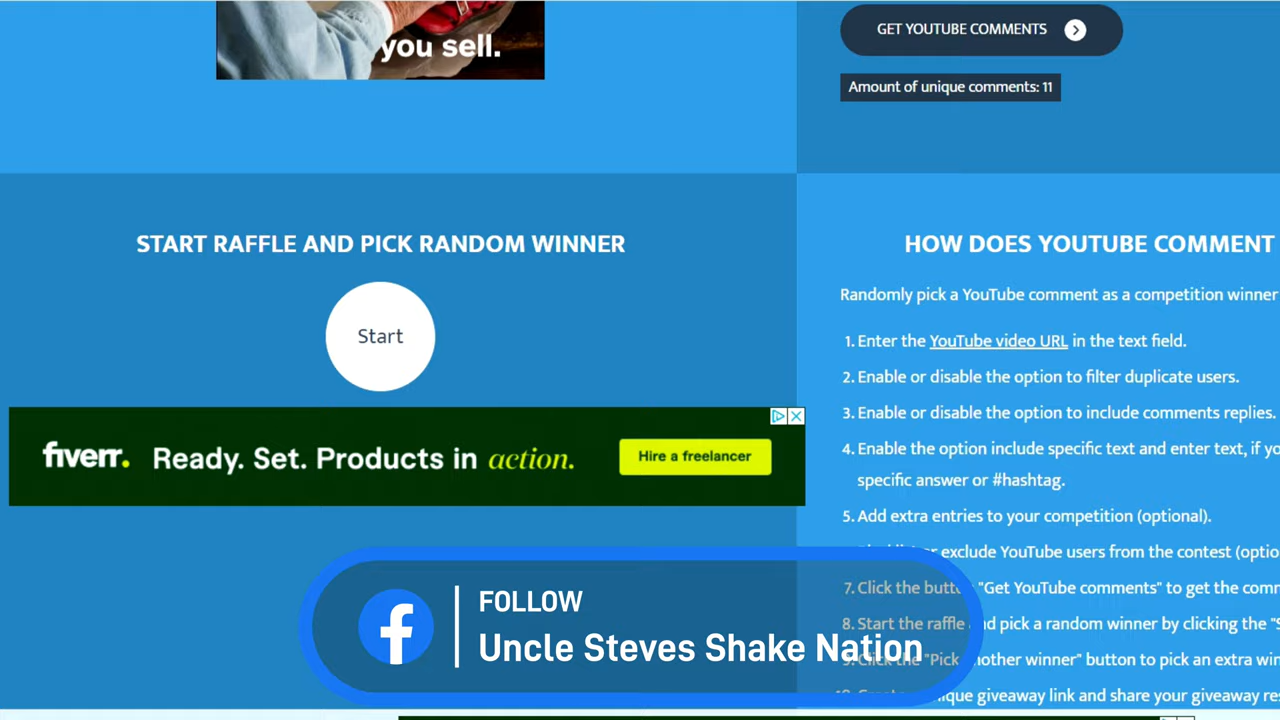 you sell.
GET YOUTUBE COMMENTS
Amount of unique comments: 11
START RAFFLE AND PICK RANDOM WINNER
Start
fiverr.
Ready. Set. Products in action.
Hire a freelancer
HOW DOES YOUTUBE COMMENT
Randomly pick a YouTube comment as a competition winner
1. Enter the YouTube video URL in the text field.
2. Enable or disable the option to filter duplicate users.
3. Enable or disable the option to include comments replies.
4. Enable the option include specific text and enter text, if
specific answer or #hashtag.
5. Add extra entries to your competition (optional).
or exclude YouTube users from the contest
7. Click the "Get YouTube comments" to get the
8. Start the raffle and pick a random winner by clicking the
9. Click the "Pick another winner" button to pick an extra
giveaway link and share your giveaway
FOLLOW
Uncle Steves Shake Nation